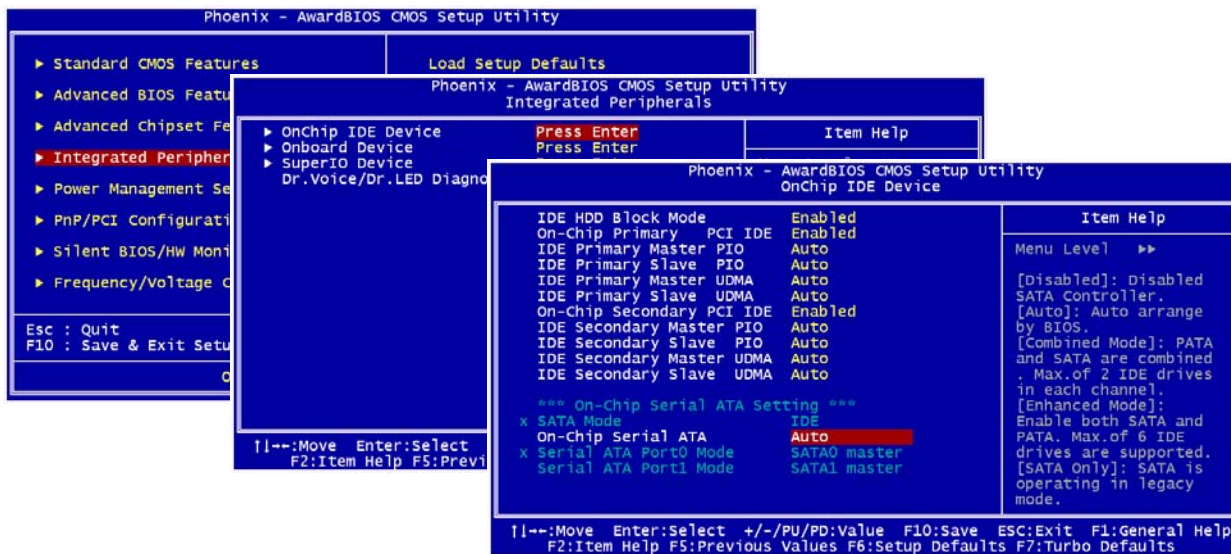 Phoenix - AwardBIOS CMOS Setup Utility
▶ Standard CMOS Features
Load Setup Defaults
▶ Advanced BIOS Featu
▶ Advanced Chipset Fe
▶ Integrated Peripher
▶ Power Management Se
▶ PnP/PCI Configurati
▶ Silent BIOS/HW Moni
▶ Frequency/Voltage C
Esc : Quit
F10 : Save & Exit Setu
Phoenix - AwardBIOS CMOS Setup Utility
Integrated Peripherals
▶ OnChip IDE Device Press Enter
▶ Onboard Device Press Enter
▶ SuperIO Device
Dr.Voice/Dr.LED Diagno
Item Help
↑↓→←:Move Enter:Select
F2:Item Help F5:Previ
Phoenix - AwardBIOS CMOS Setup Utility
OnChip IDE Device
IDE HDD Block Mode Enabled
On-Chip Primary PCI IDE Enabled
IDE Primary Master PIO Auto
IDE Primary Slave PIO Auto
IDE Primary Master UDMA Auto
IDE Primary Slave UDMA Auto
On-Chip Secondary PCI IDE Enabled
IDE Secondary Master PIO Auto
IDE Secondary Slave PIO Auto
IDE Secondary Master UDMA Auto
IDE Secondary Slave UDMA Auto
*** On-Chip Serial ATA Setting ***
x SATA Mode IDE
On-Chip Serial ATA Auto
x Serial ATA Port0 Mode SATA0 master
Serial ATA Port1 Mode SATA1 master
Item Help
Menu Level ▶▶
[Disabled]: Disabled
SATA Controller.
[Auto]: Auto arrange
by BIOS.
[Combined Mode]: PATA
and SATA are combined
. Max.of 2 IDE drives
in each channel.
[Enhanced Mode]:
Enable both SATA and
PATA. Max.of 6 IDE
drives are supported.
[SATA Only]: SATA is
operating in legacy
mode.
↑↓→←:Move Enter:Select +/-/PU/PD:Value F10:Save ESC:Exit F1:General Help
F2:Item Help F5:Previous Values F6:Setup Defaults F7:Turbo Defaults